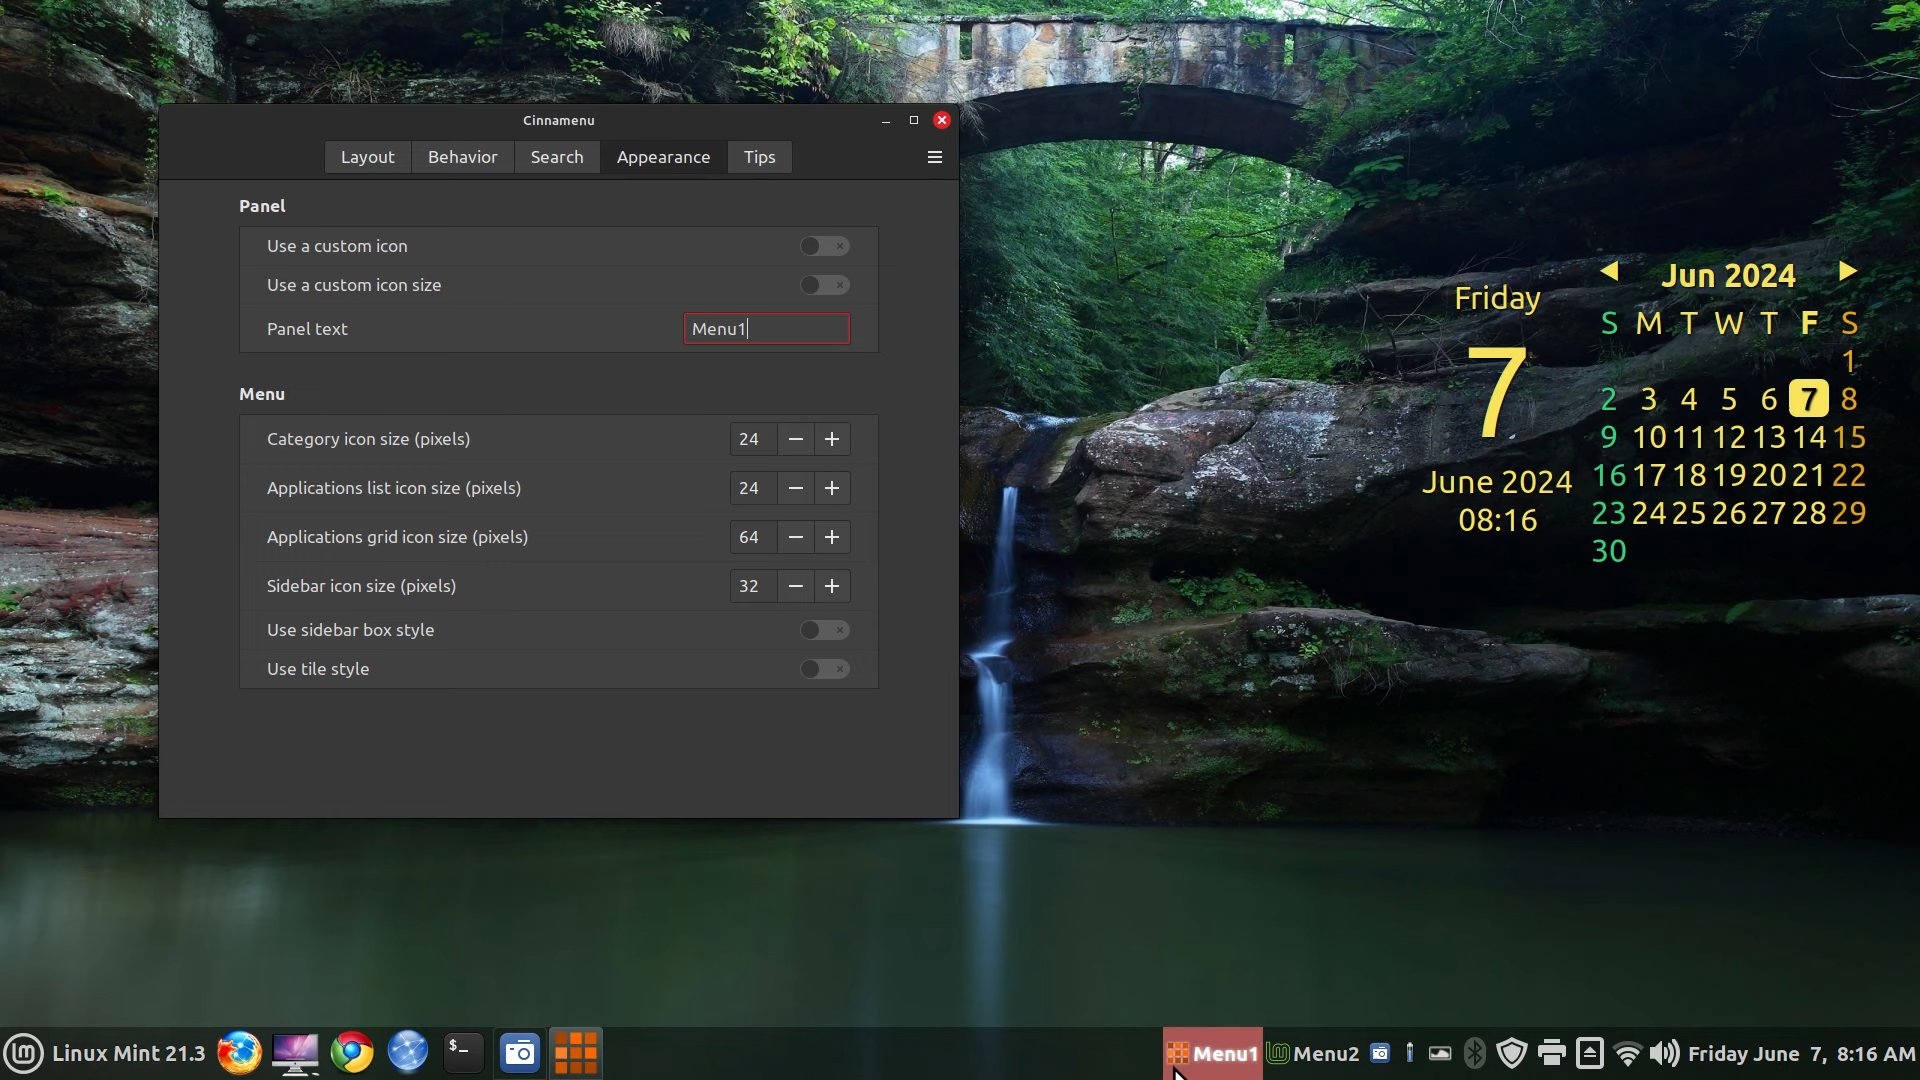 Cinnamenu
Layout Behavior Search Appearance Tips
Panel
Use a custom icon
Use a custom icon size
Panel text Menu1
Menu
Category icon size (pixels) 24
Applications list icon size (pixels) 24
Applications grid icon size (pixels) 64
Sidebar icon size (pixels) 32
Use sidebar box style
Use tile style
Friday
7
June 2024
08:16
Jun 2024
S M T W T F S
1
2 3 4 5 6 7 8
9 10 11 12 13 14 15
16 17 18 19 20 21 22
23 24 25 26 27 28 29
30
Linux Mint 21.3 $_ Menu1 Menu2 Friday June 7, 8:16 AM